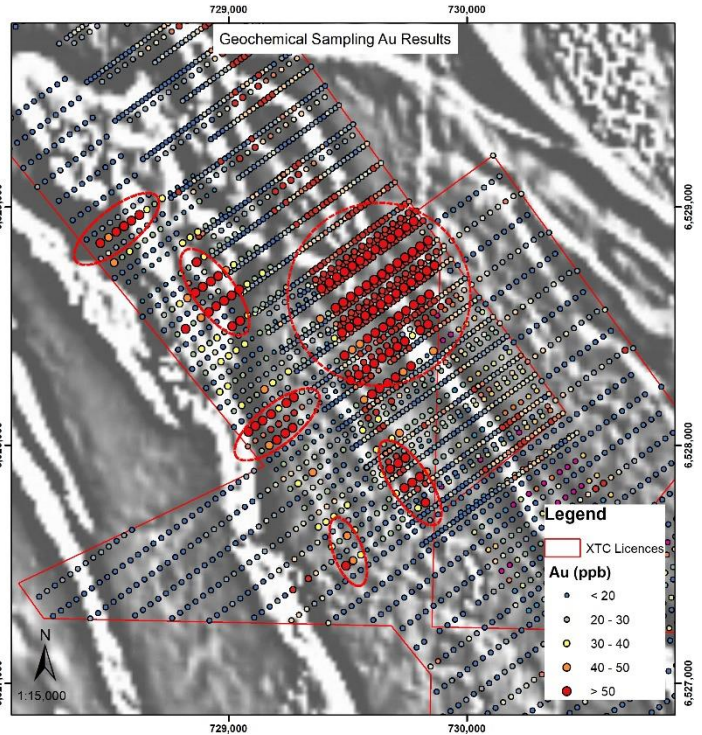 729,000
730,000
Geochemical Sampling Au Results
6,529,000
6,528,000
Legend
XTC Licences
Au (ppb)
< 20
20 - 30
30 - 40
40 - 50
> 50
N
1:15,000
6,527,000
729,000
730,000